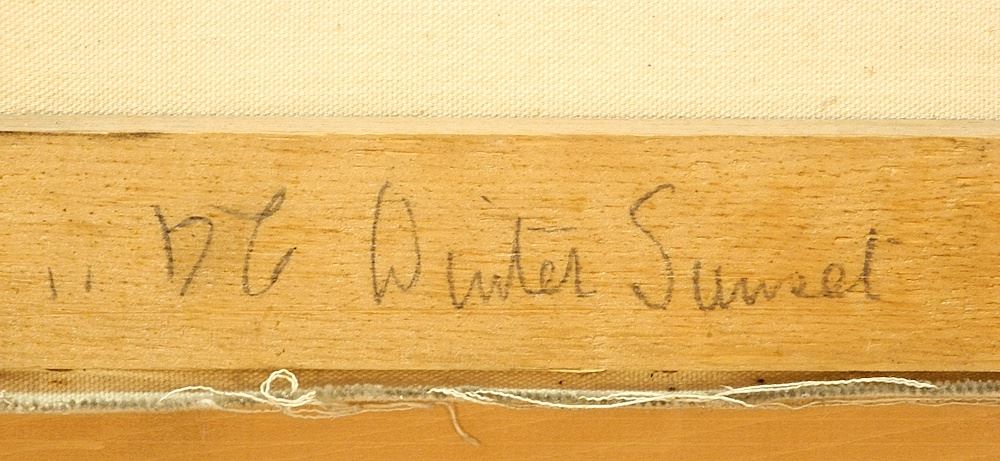 " DC Winter Sunset